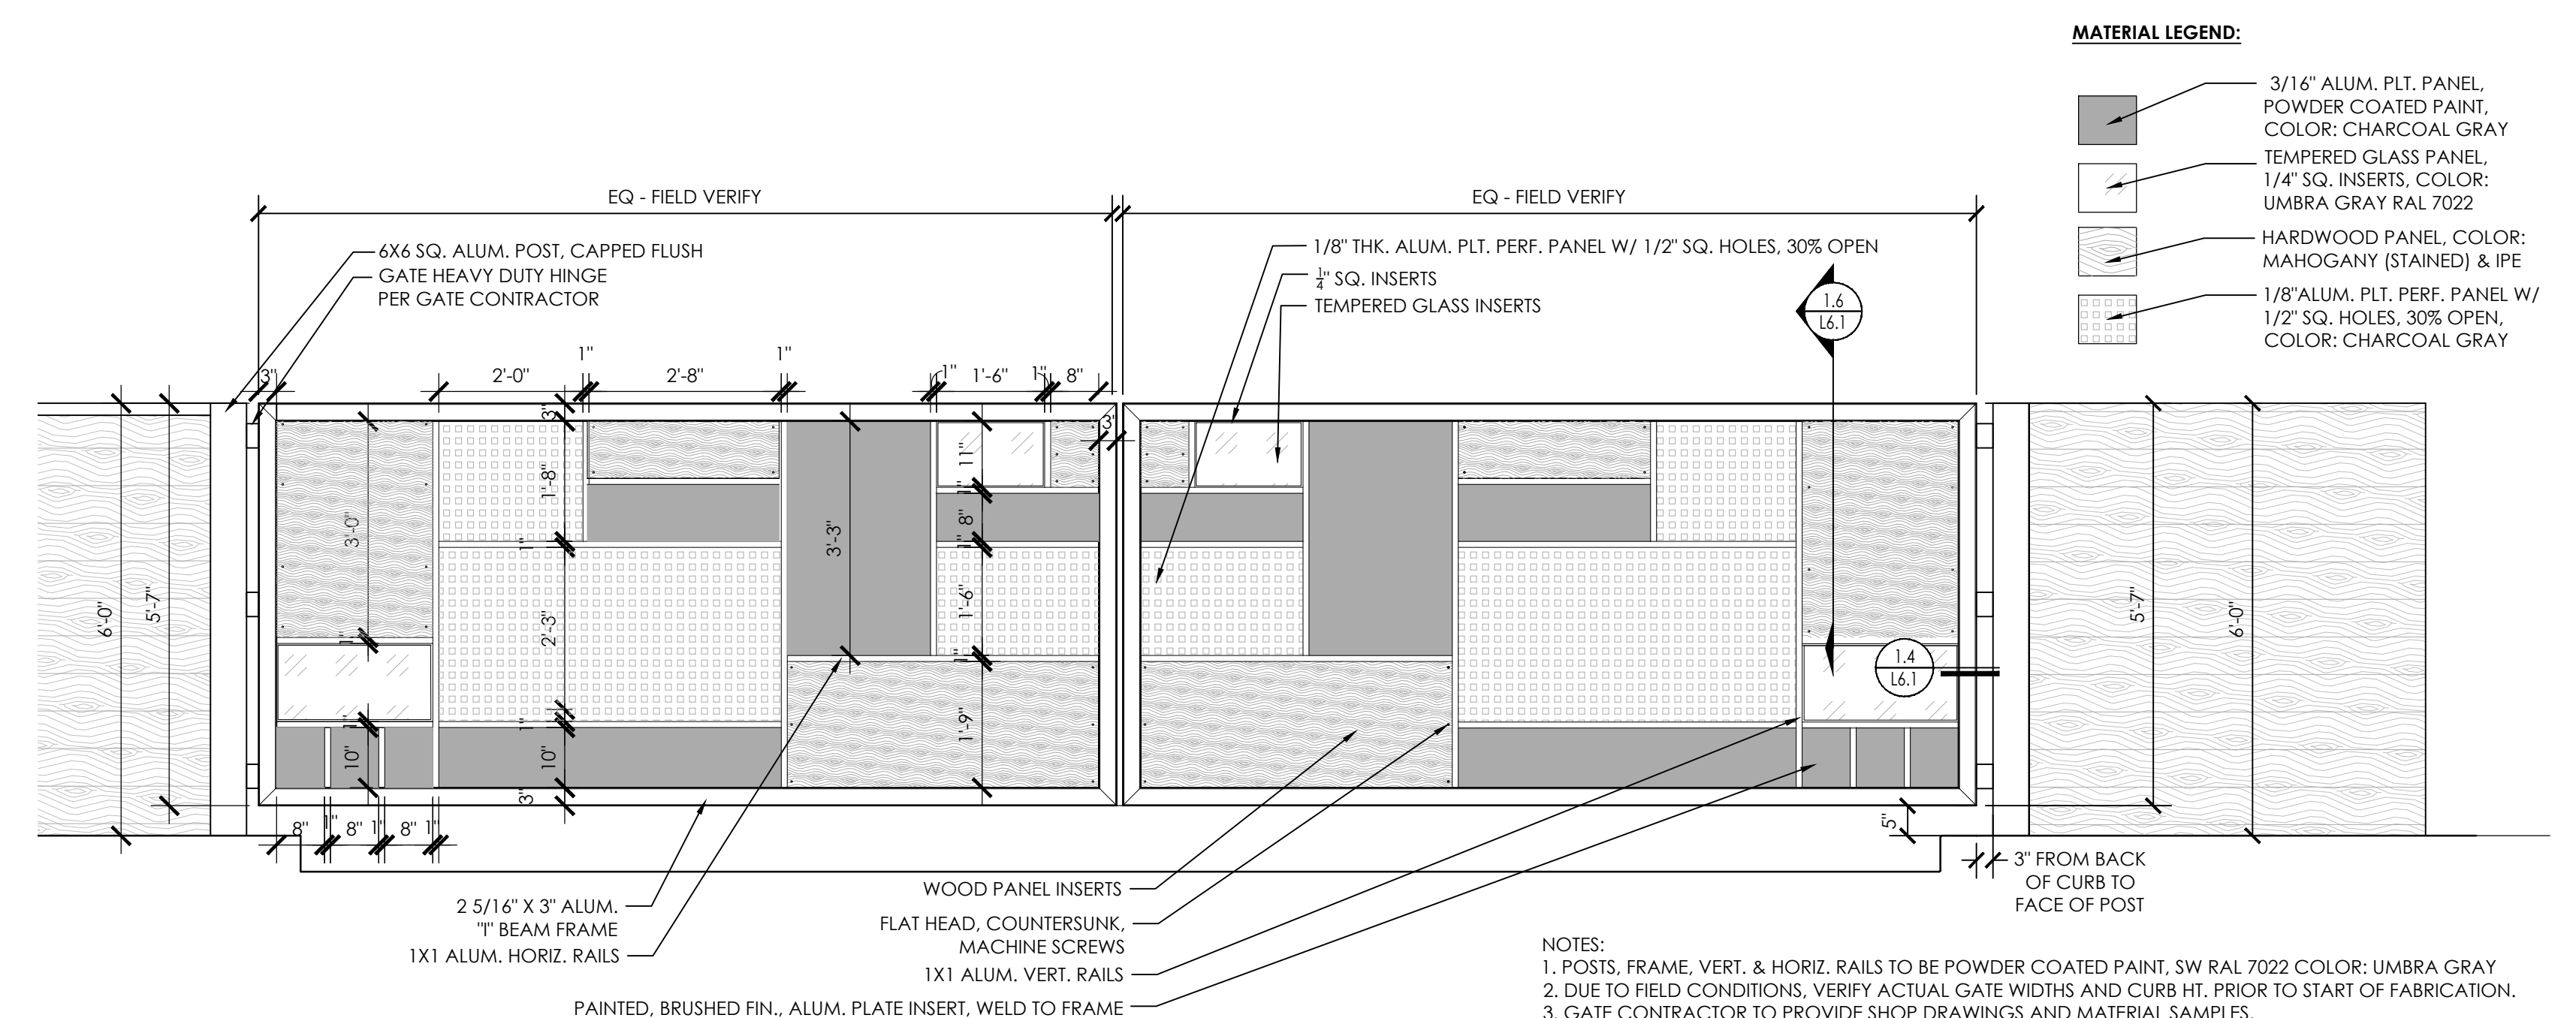 MATERIAL LEGEND:
3/16" ALUM. PLT. PANEL,
POWDER COATED PAINT,
COLOR: CHARCOAL GRAY
TEMPERED GLASS PANEL,
1/4" SQ. INSERTS, COLOR:
UMBRA GRAY RAL 7022
HARDWOOD PANEL, COLOR:
MAHOGANY (STAINED) & IPE
1/8"ALUM. PLT. PERF. PANEL W/
1/2" SQ. HOLES, 30% OPEN,
COLOR: CHARCOAL GRAY
EQ - FIELD VERIFY
EQ - FIELD VERIFY
6X6 SQ. ALUM. POST, CAPPED FLUSH
GATE HEAVY DUTY HINGE
PER GATE CONTRACTOR
1/8" THK. ALUM. PLT. PERF. PANEL W/ 1/2" SQ. HOLES, 30% OPEN
1/4" SQ. INSERTS
TEMPERED GLASS INSERTS
1.6
L6.1
1" 1"
3" 2'-0" 2'-8" 1" 1'-6" 1" 8"
3"
3"
6'-0"
5'-7"
3'-0"
1"
1"
10"
1'-8"
1"
2'-3"
1"
10"
3"
3'-3"
11"
1"
8"
1"
1'-6"
1"
1'-9"
1.4
L6.1
5'-7"
6'-0"
5"
8" 1" 8" 1" 8" 1"
3" FROM BACK
OF CURB TO
FACE OF POST
2 5/16" X 3" ALUM.
"I" BEAM FRAME
1X1 ALUM. HORIZ. RAILS
WOOD PANEL INSERTS
FLAT HEAD, COUNTERSUNK,
MACHINE SCREWS
1X1 ALUM. VERT. RAILS
PAINTED, BRUSHED FIN., ALUM. PLATE INSERT, WELD TO FRAME
NOTES:
1. POSTS, FRAME, VERT. & HORIZ. RAILS TO BE POWDER COATED PAINT, SW RAL 7022 COLOR: UMBRA GRAY
2. DUE TO FIELD CONDITIONS, VERIFY ACTUAL GATE WIDTHS AND CURB HT. PRIOR TO START OF FABRICATION.
3. GATE CONTRACTOR TO PROVIDE SHOP DRAWINGS AND MATERIAL SAMPLES.